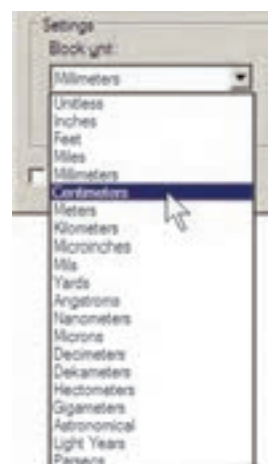 Settings
Block unit:
Millimeters
Unitless
Inches
Feet
Miles
Millimeters
Centimeters
Meters
Kilometers
Microinches
Mils
Yards
Angstroms
Nanometers
Microns
Decimeters
Dekameters
Hectometers
Gigameters
Astronomical
Light Years
Parsecs